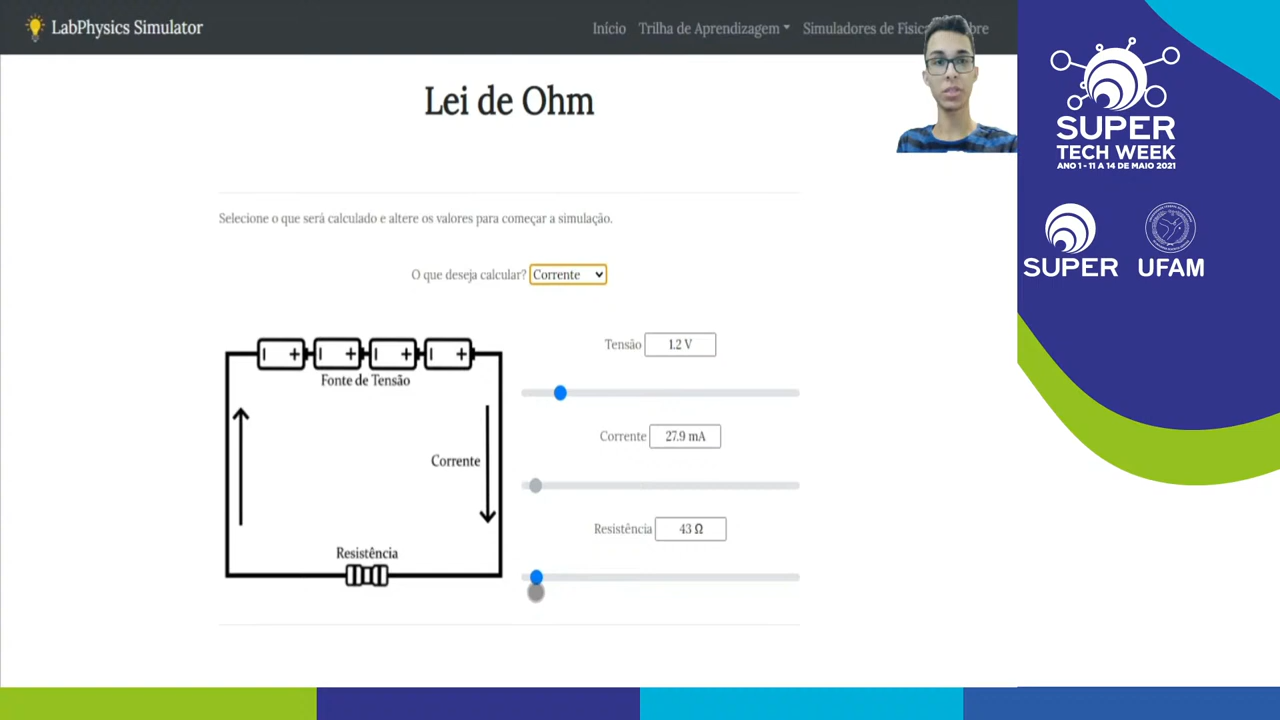 LabPhysics Simulator
Início Trilha de Aprendizagem Simuladores de Físic bre
Lei de Ohm
Selecione o que será calculado e altere os valores para começar a simulação.
O que deseja calcular? Corrente
Fonte de Tensão
Corrente
Resistência
Tensão 1.2 V
Corrente 27.9 mA
Resistência 43 Ω
SUPER
TECH WEEK
ANO 1 - 11 A 14 DE MAIO 2021
SUPER UFAM